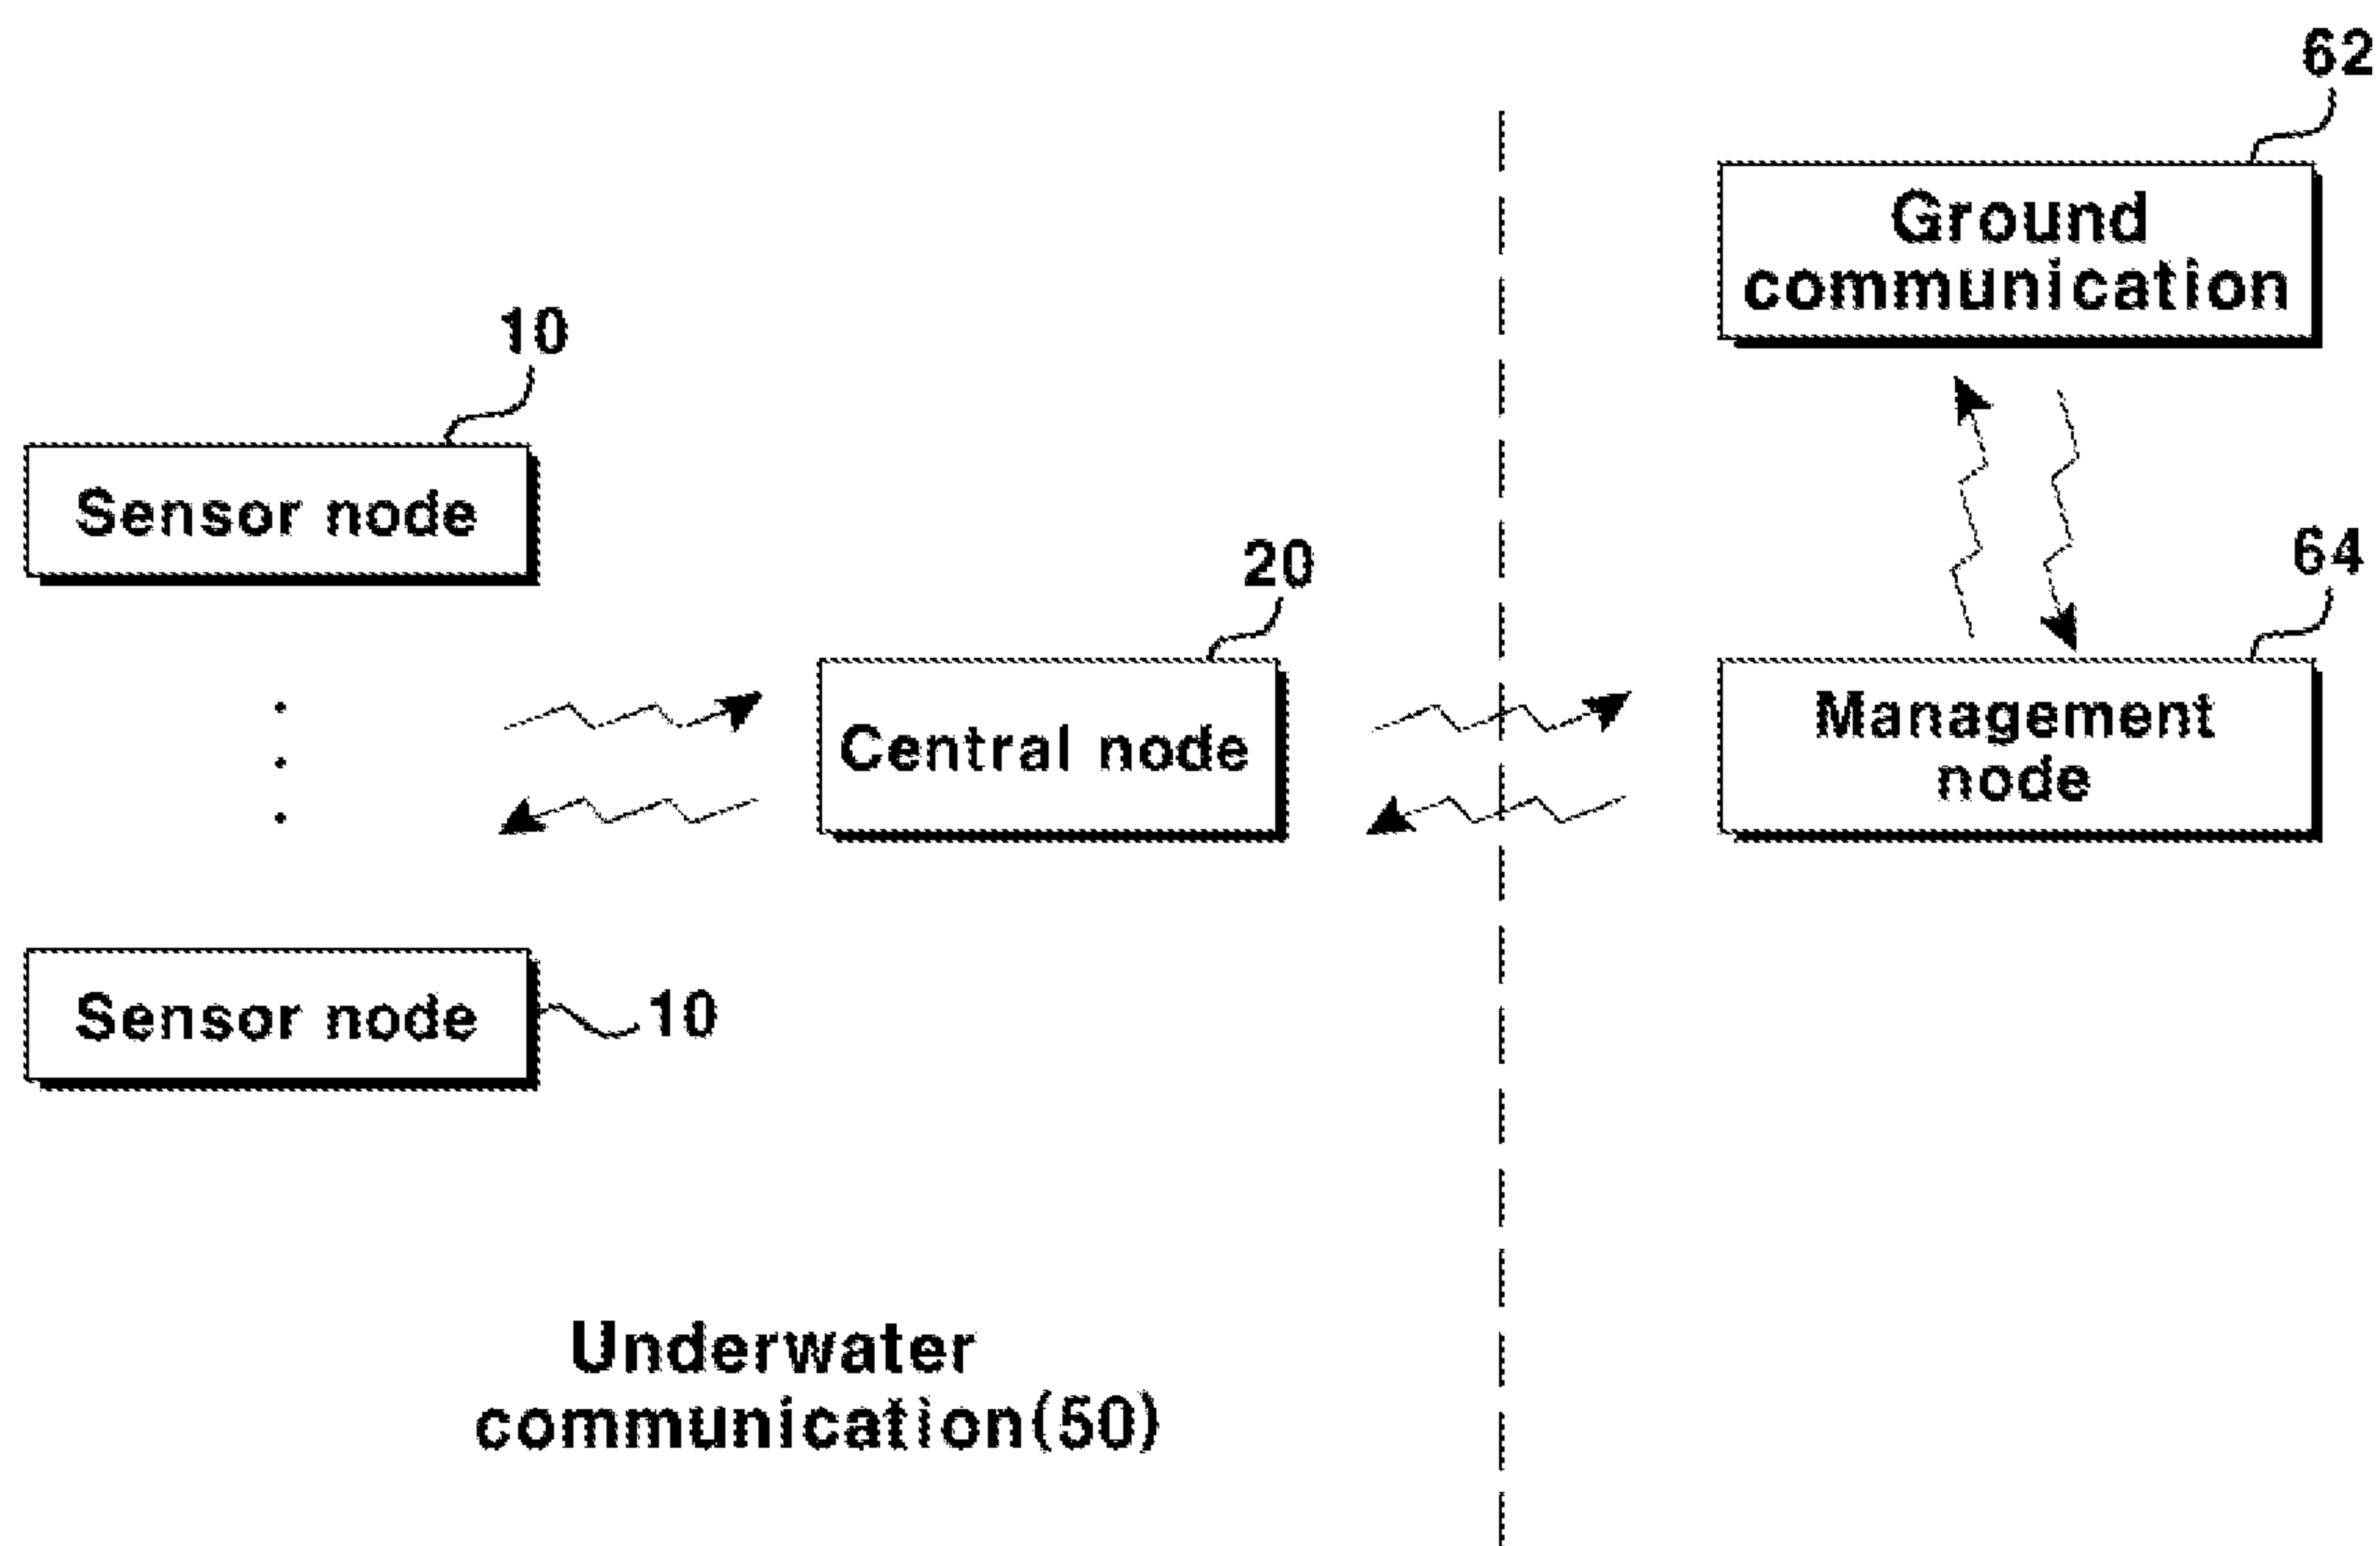 62
Ground
communication
10
Sensor node
20
64
Central node
Management
node
Sensor node
10
Underwater
communication(50)